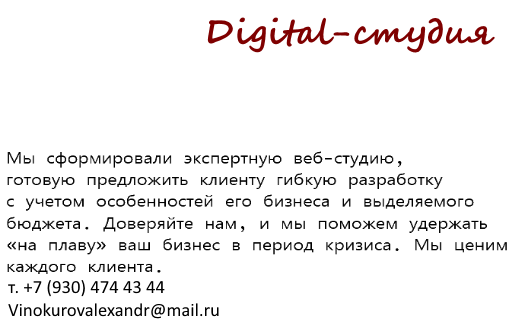 Digital-студия
Мы сформировали экспертную веб-студию,
готовую предложить клиенту гибкую разработку
с учетом особенностей его бизнеса и выделяемого
бюджета. Доверяйте нам, и мы поможем удержать
«на плаву» ваш бизнес в период кризиса. Мы ценим
каждого клиента.
т. +7 (930) 474 43 44
Vinokurovalexandr@mail.ru